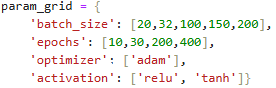 param_grid = {
    'batch_size': [20,32,100,150,200],
    'epochs': [10,30,200,400],
    'optimizer': ['adam'],
    'activation': ['relu', 'tanh']}